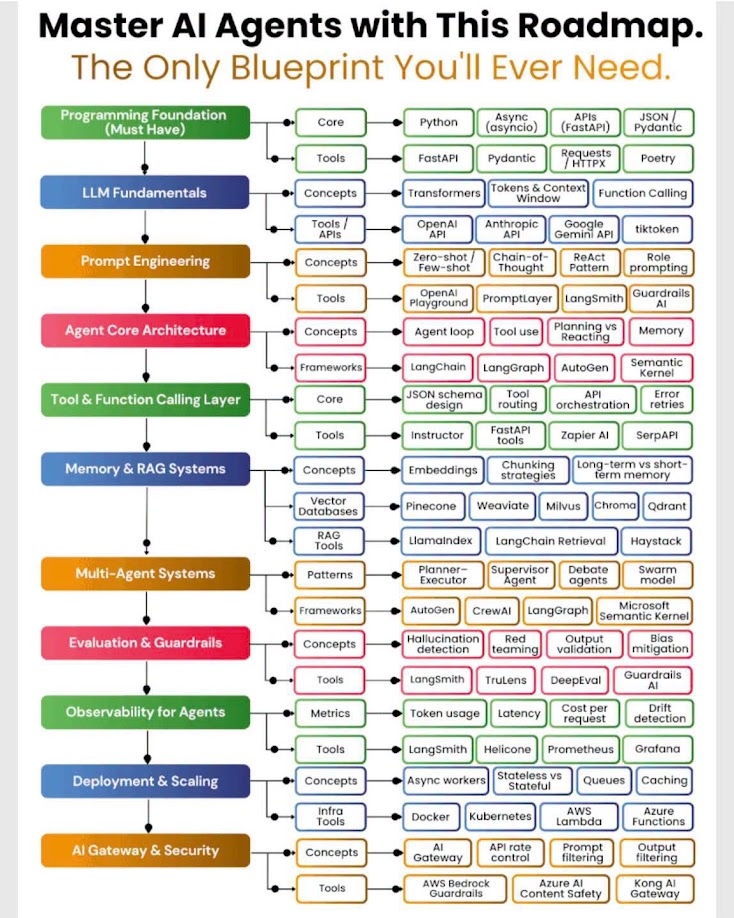 Master AI Agents with This Roadmap.
The Only Blueprint You'll Ever Need.
Programming Foundation
(Must Have)
Core
Python
Async
(asyncio)
APIs
(FastAPI)
JSON /
Pydantic
Tools
FastAPI
Pydantic
Requests
/ HTTPX
Poetry
LLM Fundamentals
Concepts
Transformers
Tokens & Context
Window
Function Calling
Tools /
APIs
OpenAI
API
Anthropic
API
Google
Gemini API
tiktoken
Prompt Engineering
Concepts
Zero-shot /
Few-shot
Chain-of-
Thought
ReAct
Pattern
Role
prompting
Tools
OpenAI
Playground
PromptLayer
LangSmith
Guardrails
AI
Agent Core Architecture
Concepts
Agent loop
Tool use
Planning vs
Reacting
Memory
Frameworks
LangChain
LangGraph
AutoGen
Semantic
Kernel
Tool & Function Calling Layer
Core
JSON schema
design
Tool
routing
API
orchestration
Error
retries
Tools
Instructor
FastAPI
tools
Zapier AI
SerpAPI
Memory & RAG Systems
Concepts
Embeddings
Chunking
strategies
Long-term vs short-
term memory
Vector
Databases
Pinecone
Weaviate
Milvus
Chroma
Qdrant
RAG
Tools
LlamaIndex
LangChain Retrieval
Haystack
Multi-Agent Systems
Patterns
Planner-
Executor
Supervisor
Agent
Debate
agents
Swarm
model
Frameworks
AutoGen
CrewAI
LangGraph
Microsoft
Semantic Kernel
Evaluation & Guardrails
Concepts
Hallucination
detection
Red
teaming
Output
validation
Bias
mitigation
Tools
LangSmith
TruLens
DeepEval
Guardrails
AI
Observability for Agents
Metrics
Token usage
Latency
Cost per
request
Drift
detection
Tools
LangSmith
Helicone
Prometheus
Grafana
Deployment & Scaling
Concepts
Async workers
Stateless vs
Stateful
Queues
Caching
Infra
Tools
Docker
Kubernetes
AWS
Lambda
Azure
Functions
AI Gateway & Security
Concepts
AI
Gateway
API rate
control
Prompt
filtering
Output
filtering
Tools
AWS Bedrock
Guardrails
Azure AI
Content Safety
Kong AI
Gateway